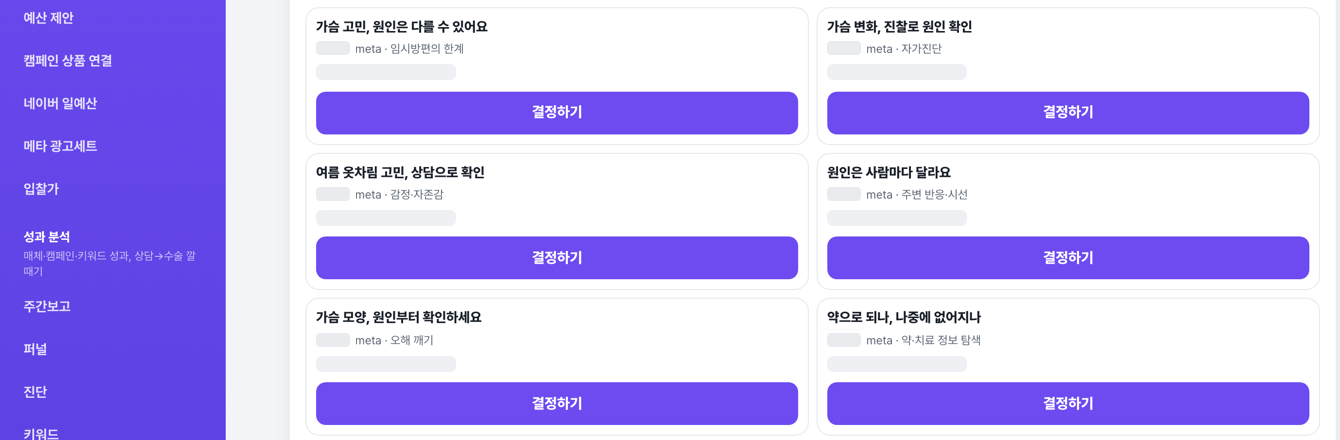 예산 제안
캠페인 상품 연결
네이버 일예산
메타 광고세트
입찰가
성과 분석
매체·캠페인·키워드 성과, 상담→수술 깔
때기
주간보고
퍼널
진단
키워드
가슴 고민, 원인은 다를 수 있어요
meta · 임시방편의 한계
결정하기
가슴 변화, 진찰로 원인 확인
meta · 자가진단
결정하기
여름 옷차림 고민, 상담으로 확인
meta · 감정·자존감
결정하기
원인은 사람마다 달라요
meta · 주변 반응·시선
결정하기
가슴 모양, 원인부터 확인하세요
meta · 오해 깨기
결정하기
약으로 되나, 나중에 없어지나
meta · 약·치료 정보 탐색
결정하기